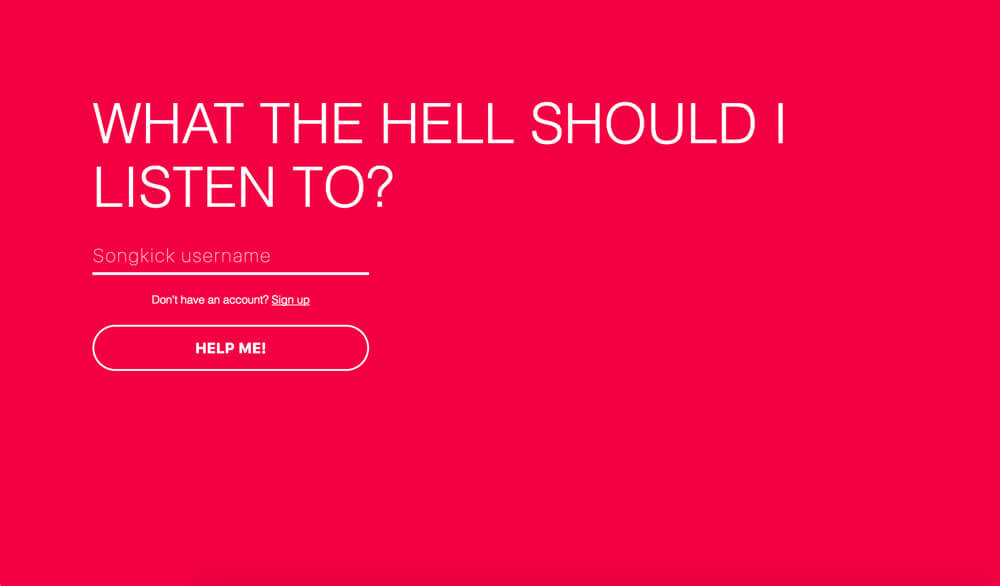 WHAT THE HELL SHOULD I
LISTEN TO?
Songkick username
Don't have an account? Sign up
HELP ME!